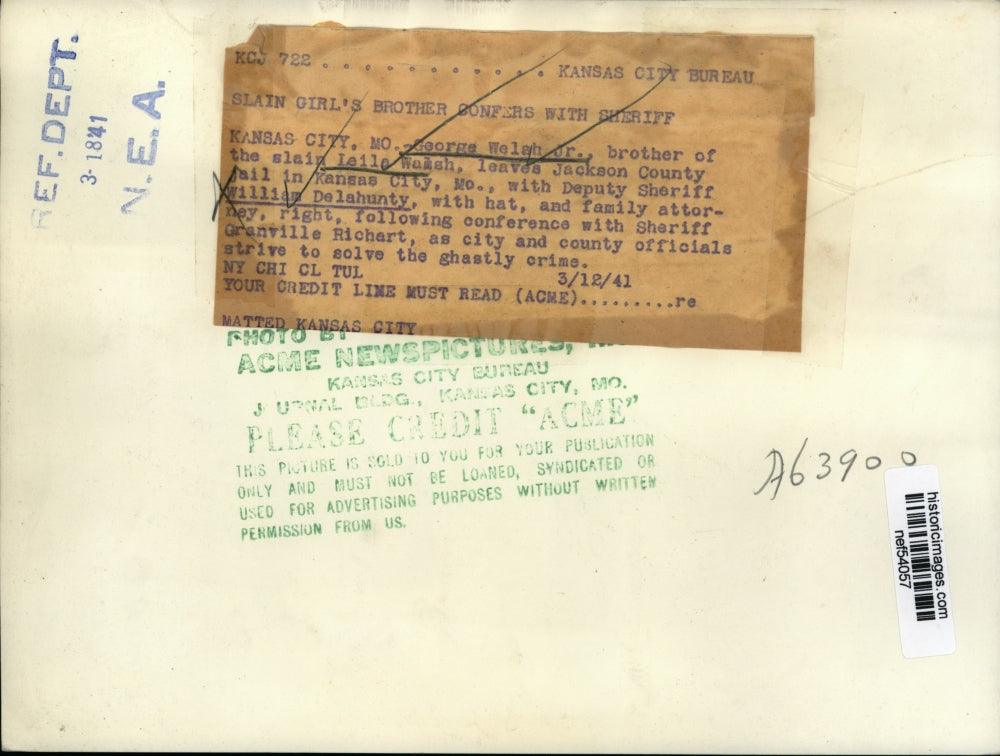 REF. DEPT.
3-1841
N.E.A.
KCJ 722 . . . . . . . . . . . . KANSAS CITY BUREAU
SLAIN GIRL'S BROTHER CONFERS WITH SHERIFF
KANSAS CITY, MO. George Welsh Jr., brother of
the slain Leila Walsh, leaves Jackson County
Jail in Kansas City, Mo., with Deputy Sheriff
William Delahunty, with hat, and family attor-
ney, right, following conference with Sheriff
Granville Richart, as city and county officials
strive to solve the ghastly crime.
NY CHI CL TUL 3/12/41
YOUR CREDIT LINE MUST READ (ACME).........re
MATTED KANSAS CITY
PHOTO BY
ACME NEWSPICTURES,
KANSAS CITY BUREAU
JOURNAL BLDG., KANSAS CITY, MO.
PLEASE CREDIT "ACME"
THIS PICTURE IS SOLD TO YOU FOR YOUR PUBLICATION
ONLY AND MUST NOT BE LOANED, SYNDICATED OR
USED FOR ADVERTISING PURPOSES WITHOUT WRITTEN
PERMISSION FROM US.
A63900
historicimages.com
nef54057